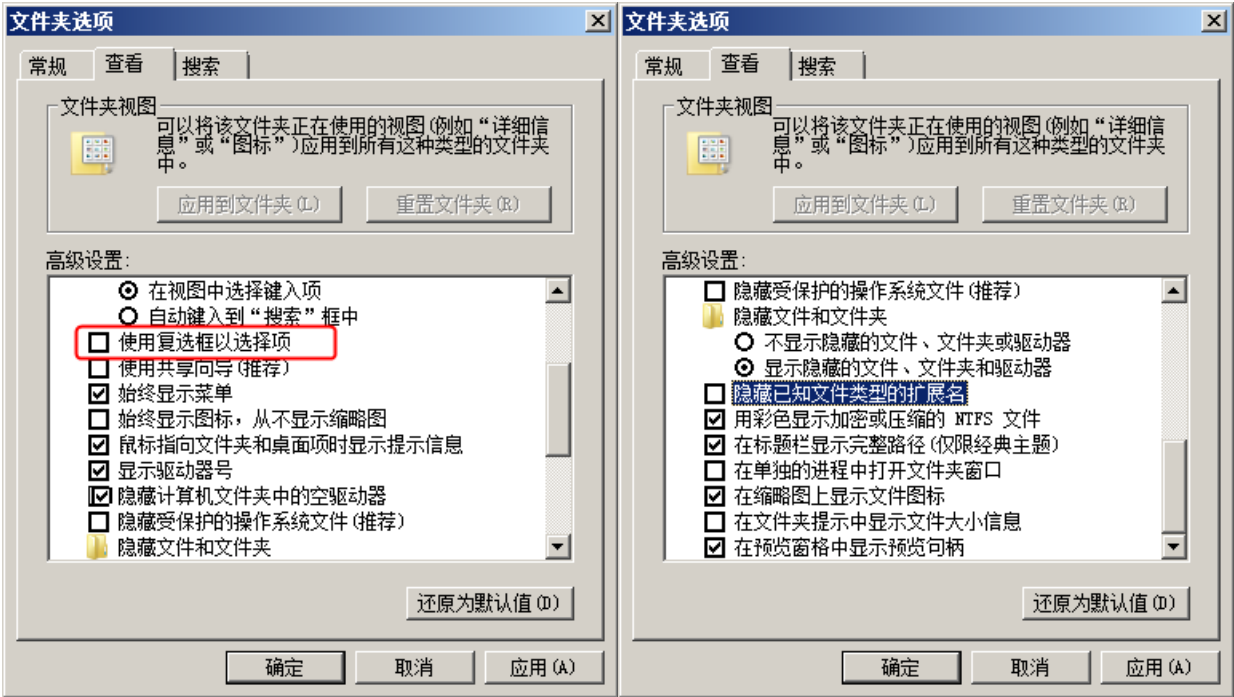 文件夹选项
常规 查看 搜索
文件夹视图
可以将该文件夹正在使用的视图(例如“详细信
息”或“图标”)应用到所有这种类型的文件夹
中。
应用到文件夹(L) 重置文件夹(R)
高级设置:
在视图中选择键入项
自动键入到“搜索”框中
使用复选框以选择项
使用共享向导(推荐)
始终显示菜单
始终显示图标，从不显示缩略图
鼠标指向文件夹和桌面项时显示提示信息
显示驱动器号
隐藏计算机文件夹中的空驱动器
隐藏受保护的操作系统文件(推荐)
隐藏文件和文件夹
还原为默认值(D)
确定 取消 应用(A)
文件夹选项
常规 查看 搜索
文件夹视图
可以将该文件夹正在使用的视图(例如“详细信
息”或“图标”)应用到所有这种类型的文件夹
中。
应用到文件夹(L) 重置文件夹(R)
高级设置:
隐藏受保护的操作系统文件(推荐)
隐藏文件和文件夹
不显示隐藏的文件、文件夹或驱动器
显示隐藏的文件、文件夹和驱动器
隐藏已知文件类型的扩展名
用彩色显示加密或压缩的 NTFS 文件
在标题栏显示完整路径(仅限经典主题)
在单独的进程中打开文件夹窗口
在缩略图上显示文件图标
在文件夹提示中显示文件大小信息
在预览窗格中显示预览句柄
还原为默认值(D)
确定 取消 应用(A)